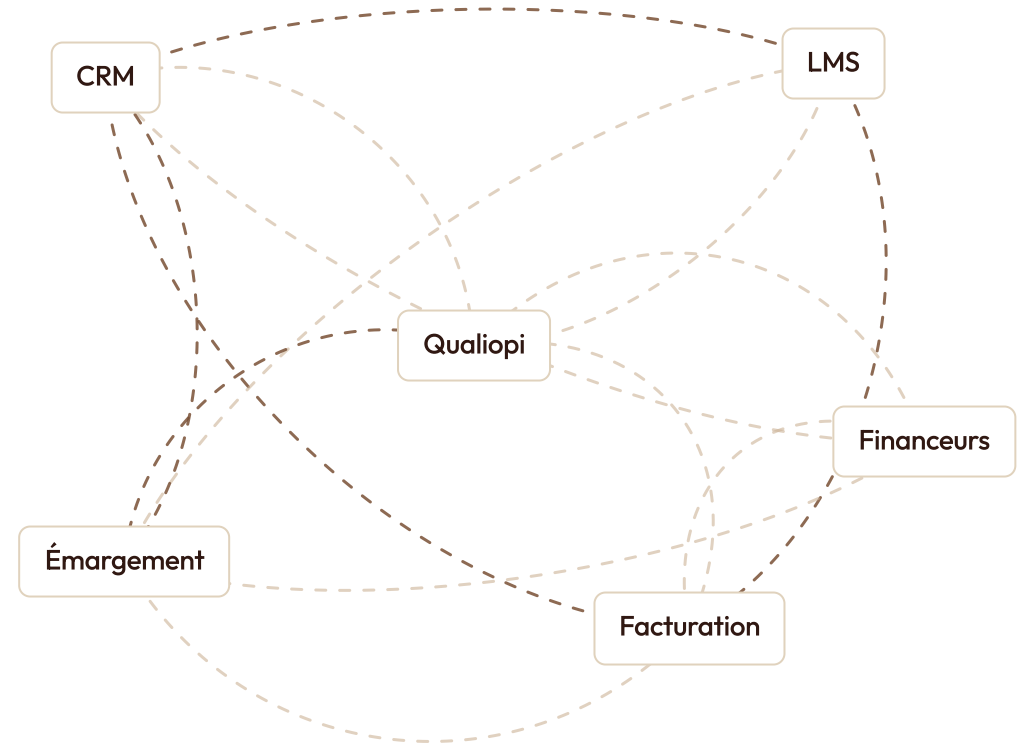 CRM
LMS
Qualiopi
Financeurs
Émargement
Facturation